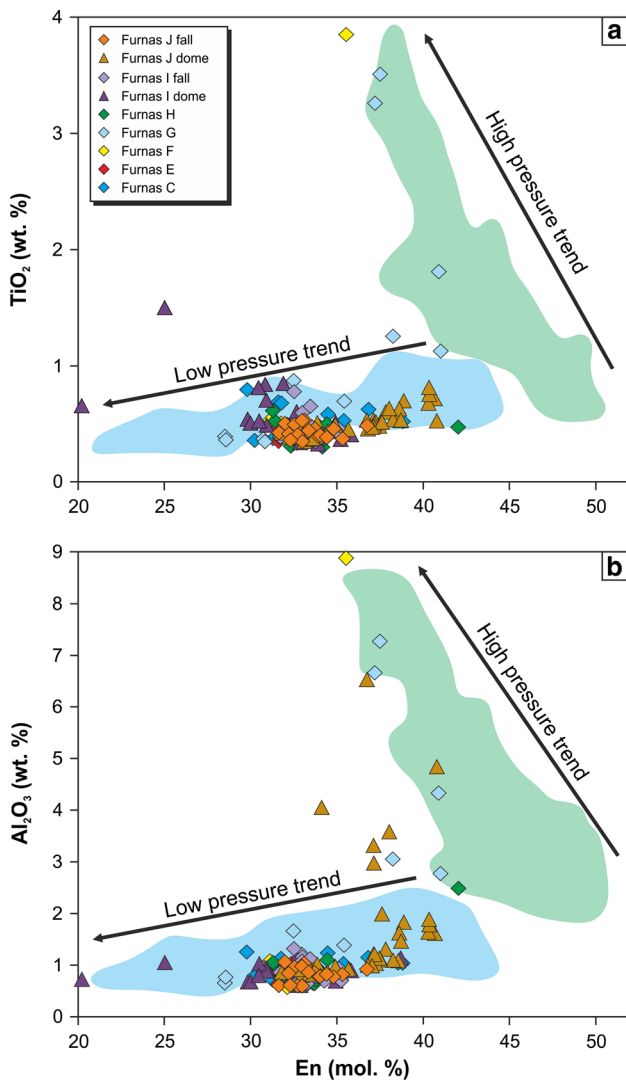 a
4
3
2
1
0
TiO2 (wt. %)
Furnas J fall
Furnas J dome
Furnas I fall
Furnas I dome
Furnas H
Furnas G
Furnas F
Furnas E
Furnas C
High pressure trend
Low pressure trend
20 25 30 35 40 45 50
b
9
8
7
6
5
4
3
2
1
0
Al2O3 (wt. %)
High pressure trend
Low pressure trend
20 25 30 35 40 45 50
En (mol. %)